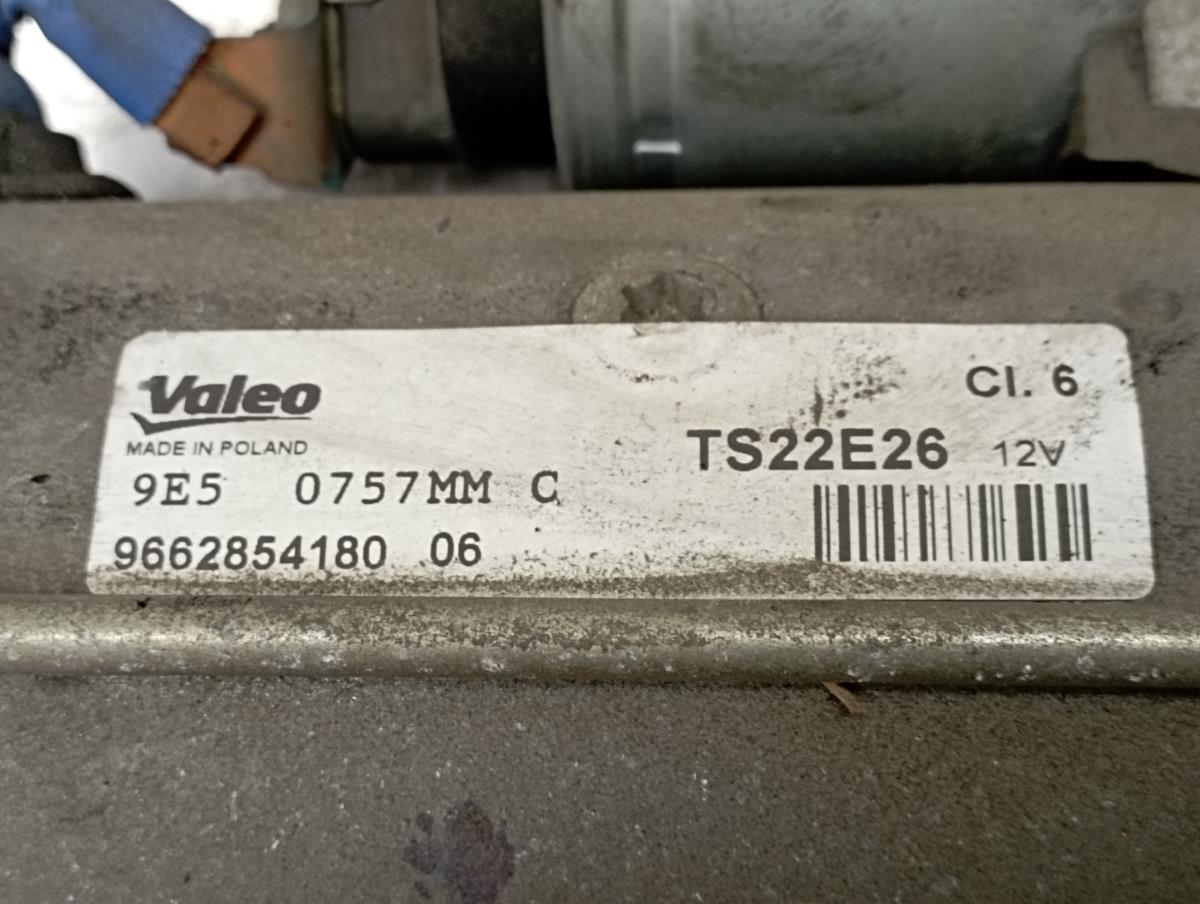 Valeo
MADE IN POLAND
9E5 0757MM C
9662854180 06
Cl. 6
TS22E26 12V